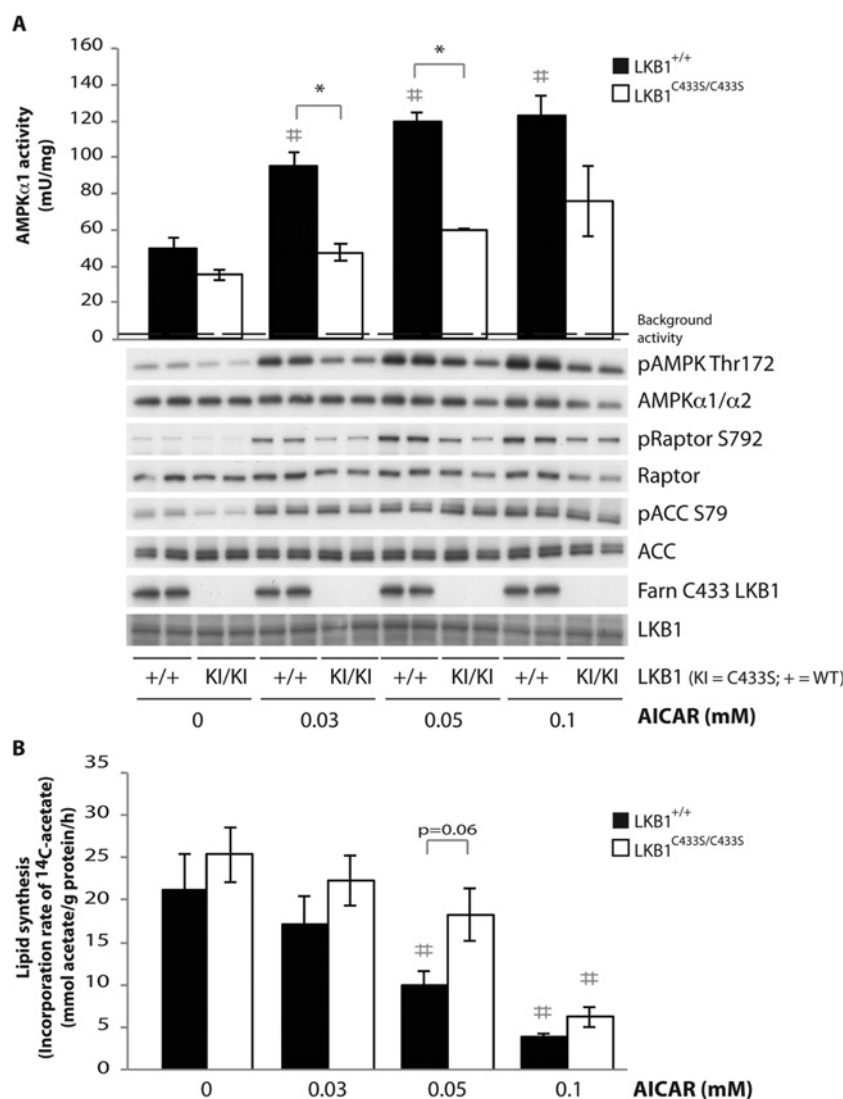 A
AMPKα1 activity
(mU/mg)
140
120
100
80
60
40
20
0
*
*
#
#
#
LKB1+/+
LKB1C433S/C433S
Background
activity
pAMPK Thr172
AMPKα1/α2
pRaptor S792
Raptor
pACC S79
ACC
Farn C433 LKB1
LKB1
+/+ KI/KI +/+ KI/KI +/+ KI/KI +/+ KI/KI LKB1 (KI = C433S; + = WT)
0 0.03 0.05 0.1 AICAR (mM)
B
Lipid synthesis
(Incorporation rate of 14C-acetate)
(mmol acetate/g protein/h)
35
30
25
20
15
10
5
0
p=0.06
#
#
#
LKB1+/+
LKB1C433S/C433S
0 0.03 0.05 0.1 AICAR (mM)